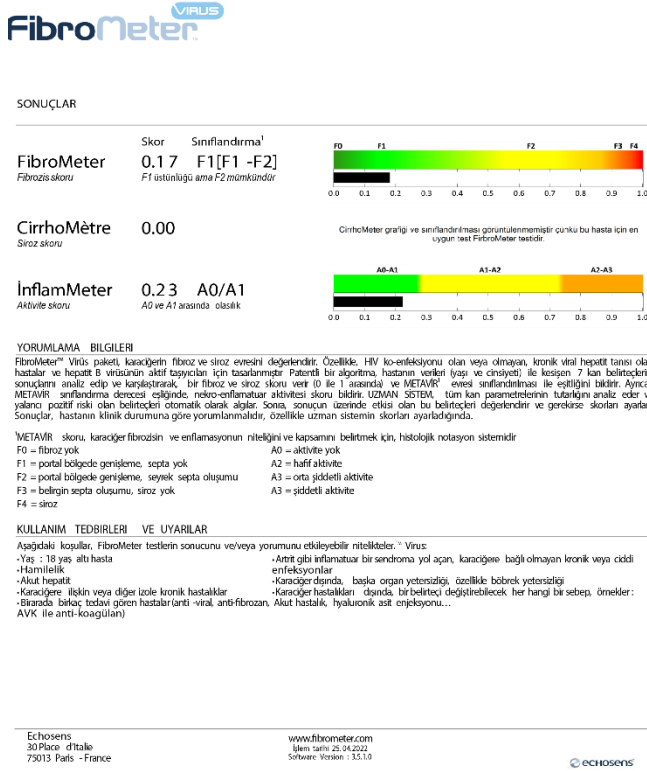 VIRUS
FibroMeter™
SONUÇLAR
Skor Sınıflandırma¹
FibroMeter 0.17 F1[F1 -F2]
Fibrozis skoru F1 üstünlüğü ama F2 mümkündür
F0 F1 F2 F3 F4
0.0 0.1 0.2 0.3 0.4 0.5 0.6 0.7 0.8 0.9 1.0
CirrhoMètre 0.00
Siroz skoru
CirrhoMeter grafiği ve sınıflandırılması görüntülenmemiştir çünkü bu hasta için en
uygun test FirbroMeter testidir.
İnflamMeter 0.23 A0/A1
Aktivite skoru A0 ve A1 arasında olasılık
A0-A1 A1-A2 A2-A3
0.0 0.1 0.2 0.3 0.4 0.5 0.6 0.7 0.8 0.9 1.0
YORUMLAMA BILGILERI
FibroMeter™ Virüs paketi, karaciğerin fibroz ve siroz evresini değerlendirir. Özellikle, HIV ko-enfeksiyonu olan veya olmayan, kronik viral hepatit tanısı ola
hastalar ve hepatit B virüsünün aktif taşıyıcıları için tasarlanmıştır Patentli bir algoritma, hastanın verileri (yaşı ve cinsiyeti) ile kesişen 7 kan belirteçleri
sonuçlarını analiz edip ve karşılaştırarak, bir fibroz ve siroz skoru verir (0 ile 1 arasında) ve METAVİR¹ evresi sınıflandırılması ile eşitliğini bildirir. Ayrıca
METAVİR sınıflandırma derecesi eşliğinde, nekro-enflamatuar aktivitesi skoru bildirir. UZMAN SİSTEM, tüm kan parametrelerinin tutarlığını analiz eder v
yalancı pozitif riski olan belirteçleri otomatik olarak algılar. Sonra, sonucun üzerinde etkisi olan bu belirteçleri değerlendirir ve gerekirse skorları ayarla
Sonuçlar, hastanın klinik durumuna göre yorumlanmalıdır, özellikle uzman sistemin skorları ayarladığında.
¹METAVİR skoru, karaciğer fibrozisin ve enflamasyonun niteliğini ve kapsamını belirtmek için, histolojik notasyon sistemidir
F0 = fibroz yok A0 = aktivite yok
F1 = portal bölgede genişleme, septa yok A2 = hafif aktivite
F2 = portal bölgede genişleme, seyrek septa oluşumu A3 = orta şiddetli aktivite
F3 = belirgin septa oluşumu, siroz yok A3 = şiddetli aktivite
F4 = siroz
KULLANIM TEDBIRLERI VE UYARILAR
Aşağıdaki koşullar, FibroMeter testlerin sonucunu ve/veya yorumunu etkileyebilir nitelikteler. Virus:
•Yaş : 18 yaş altı hasta
•Hamilelik
•Akut hepatit
•Karaciğere ilişkin veya diğer izole kronik hastalıklar
•Birarada birkaç tedavi gören hastalar(anti -viral, anti-fibrozan,
AVK ile anti-koagülan)
•Artrit gibi inflamatuar bir sendroma yol açan, karaciğere bağlı olmayan kronik veya ciddi
enfeksyonlar
•Karaciğer dışında, başka organ yetersizliği, özellikle böbrek yetersizliği
•Karaciğer hastalıkları dışında, bir belirteçi değiştirebilecek her hangi bir sebep, örnekler :
Akut hastalık, hyaluronik asit enjeksyonu…
Echosens
30 Place d'Italie
75013 Paris - France
www.fibrometer.com
İşlem tarihi 25.04.2022
Software Version : 3.5.1.0
echosens